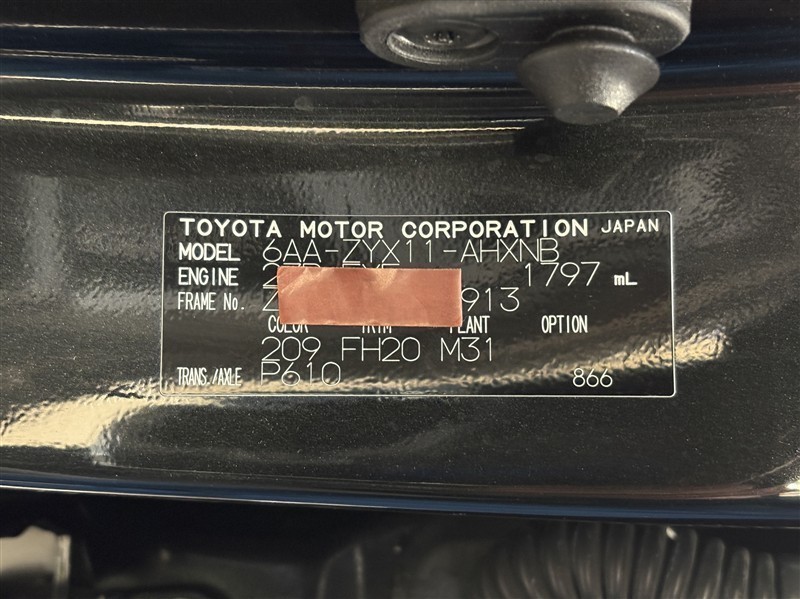 TOYOTA MOTOR CORPORATION JAPAN
MODEL 6AA-ZYX11-AHXNB
ENGINE 1797 mL
FRAME No. Z 913
COLOR TRIM PLANT OPTION
209 FH20 M31
TRANS./AXLE P610 866